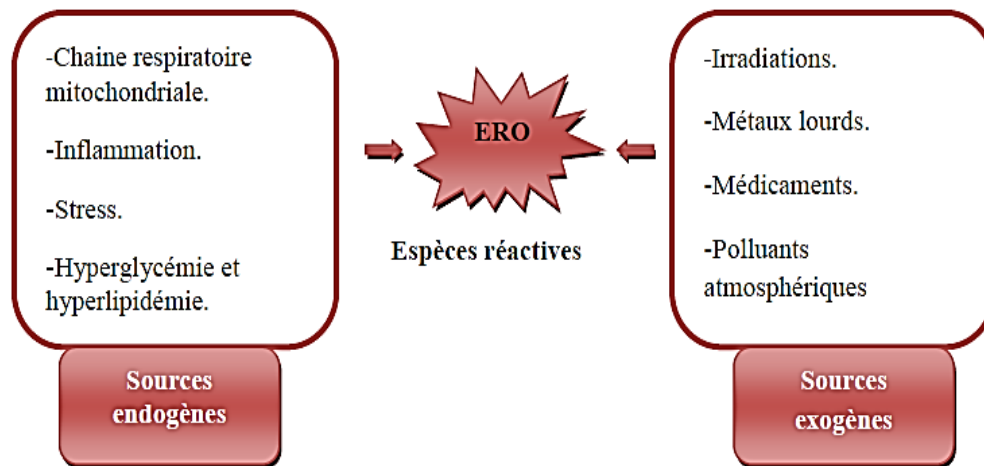 -Chaine respiratoire
mitochondriale.
-Inflammation.
-Stress.
-Hyperglycémie et
hyperlipidémie.
Sources
endogènes
ERO
Espèces réactives
-Irradiations.
-Métaux lourds.
-Médicaments.
-Polluants
atmosphériques
Sources
exogènes